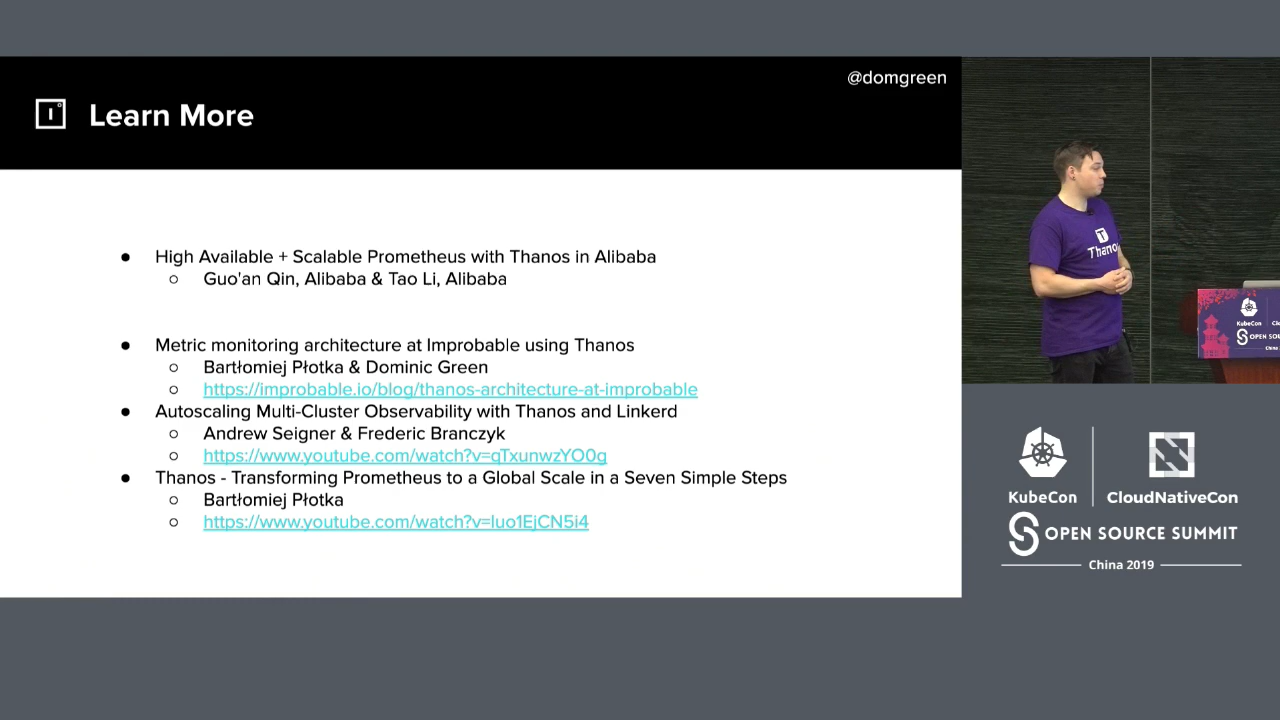 @domgreen
Learn More
High Available + Scalable Prometheus with Thanos in Alibaba
Guo'an Qin, Alibaba & Tao Li, Alibaba
Metric monitoring architecture at Improbable using Thanos
Bartłomiej Płotka & Dominic Green
https://improbable.io/blog/thanos-architecture-at-improbable
Autoscaling Multi-Cluster Observability with Thanos and Linkerd
Andrew Seigner & Frederic Branczyk
https://www.youtube.com/watch?v=qTxunwzYO0g
Thanos - Transforming Prometheus to a Global Scale in a Seven Simple Steps
Bartłomiej Płotka
https://www.youtube.com/watch?v=Iuo1EjCN5i4
Thanos
KubeCon
OPEN SOU
China
KubeCon
CloudNativeCon
OPEN SOURCE SUMMIT
China 2019